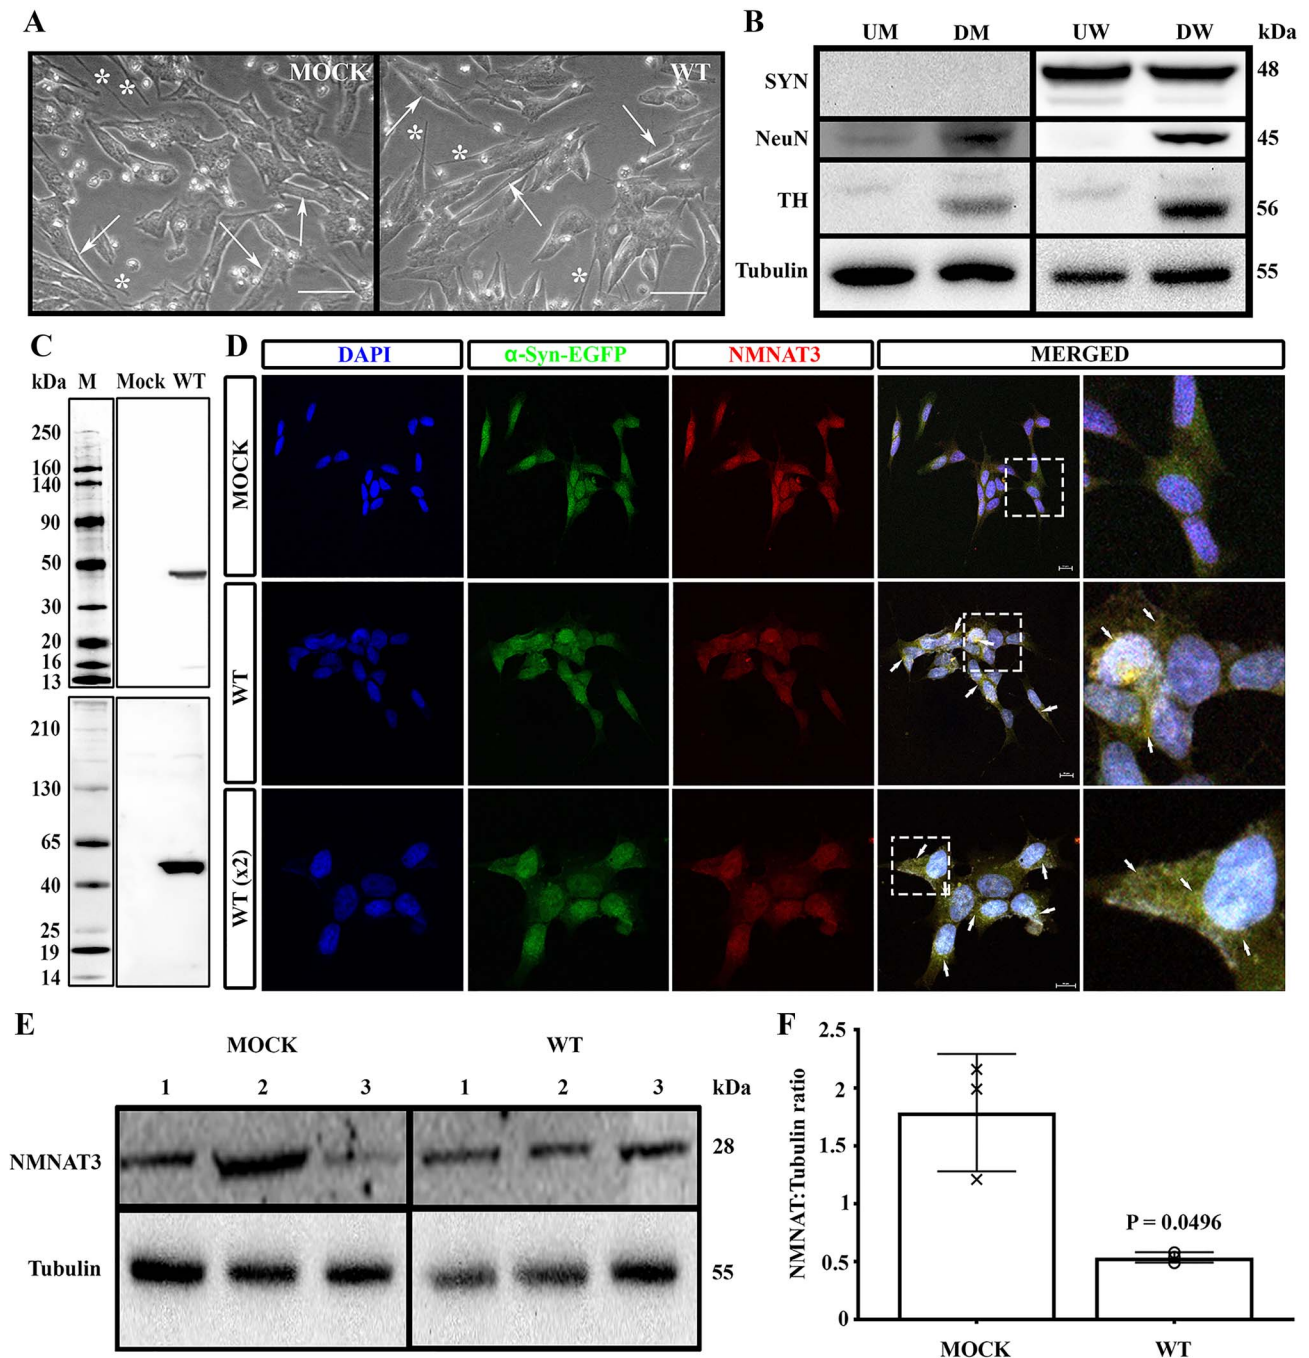 A
MOCK
WT
*
*
*
*
*
*
B
UM DM UW DW kDa
SYN 48
NeuN 45
TH 56
Tubulin 55
C
kDa M Mock WT
250
160
140
90
50
30
20
16
13
210
130
65
40
25
19
14
D
DAPI α-Syn-EGFP NMNAT3 MERGED
MOCK
WT
WT (x2)
E
MOCK WT
1 2 3 1 2 3 kDa
NMNAT3 28
Tubulin 55
F
NMNAT:Tubulin ratio
2.5
2
1.5
1
0.5
0
P = 0.0496
MOCK WT